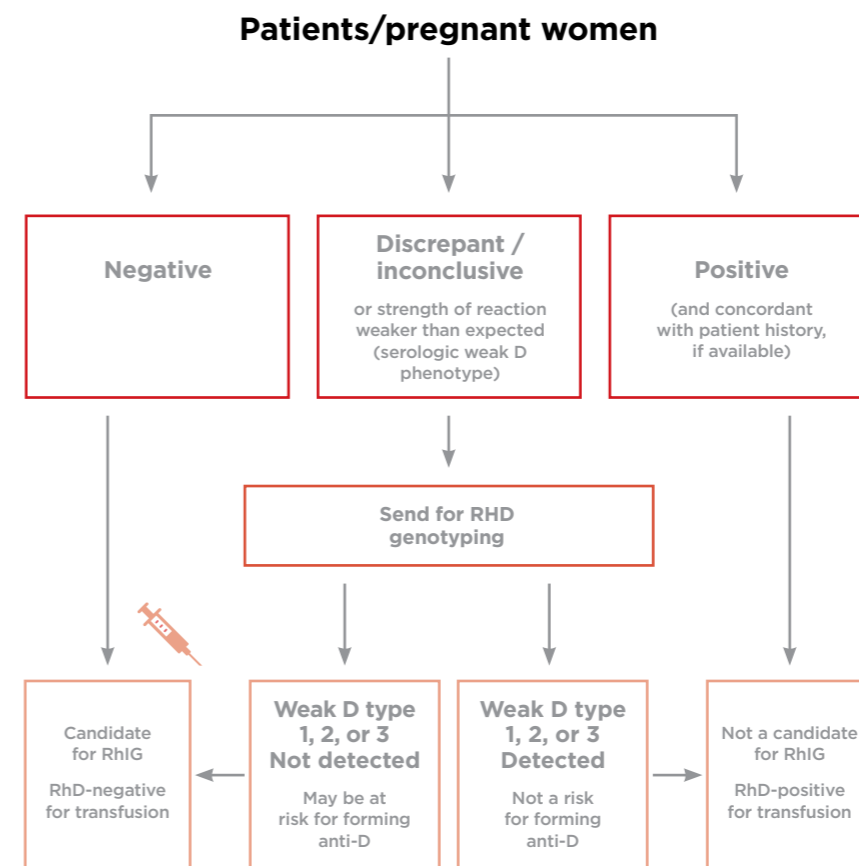 Patients/pregnant women
Negative
Discrepant /
inconclusive
or strength of reaction
weaker than expected
(serologic weak D
phenotype)
Positive
(and concordant
with patient history,
if available)
Send for RHD
genotyping
Candidate
for RhIG
RhD-negative
for transfusion
Weak D type
1, 2, or 3
Not detected
May be at
risk for forming
anti-D
Weak D type
1, 2, or 3
Detected
Not a risk
for forming
anti-D
Not a candidate
for RhIG
RhD-positive
for transfusion